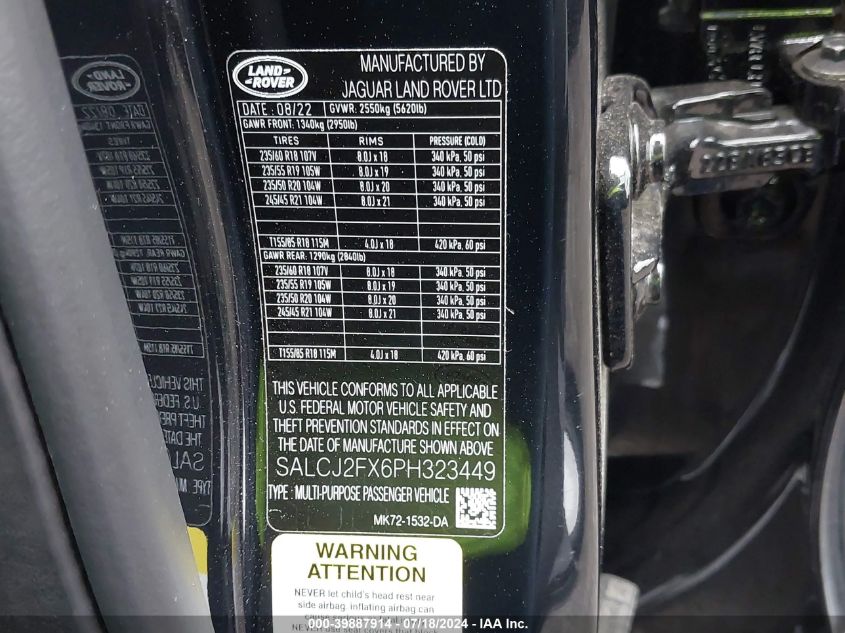 LAND
ROVER
MANUFACTURED BY
JAGUAR LAND ROVER LTD
DATE : 08/22 GVWR: 2550kg (5620lb)
GAWR FRONT: 1340kg (2950lb)
TIRES RIMS PRESSURE (COLD)
235/60 R18 107V 8.0J x 18 340 kPa, 50 psi
235/55 R19 105W 8.0J x 19 340 kPa, 50 psi
235/50 R20 104W 8.0J x 20 340 kPa, 50 psi
245/45 R21 104W 8.0J x 21 340 kPa, 50 psi
T155/85 R18 115M 4.0J x 18 420 kPa, 60 psi
GAWR REAR: 1290kg (2840lb)
235/60 R18 107V 8.0J x 18 340 kPa, 50 psi
235/55 R19 105W 8.0J x 19 340 kPa, 50 psi
235/50 R20 104W 8.0J x 20 340 kPa, 50 psi
245/45 R21 104W 8.0J x 21 340 kPa, 50 psi
T155/85 R18 115M 4.0J x 18 420 kPa, 60 psi
THIS VEHICLE CONFORMS TO ALL APPLICABLE
U.S. FEDERAL MOTOR VEHICLE SAFETY AND
THEFT PREVENTION STANDARDS IN EFFECT ON
THE DATE OF MANUFACTURE SHOWN ABOVE
SALCJ2FX6PH323449
TYPE : MULTI-PURPOSE PASSENGER VEHICLE
MK72-1532-DA
WARNING
ATTENTION
NEVER let child's head rest near
side airbag; inflating airbag can
000-39887914 - 07/18/2024 - IAA Inc.